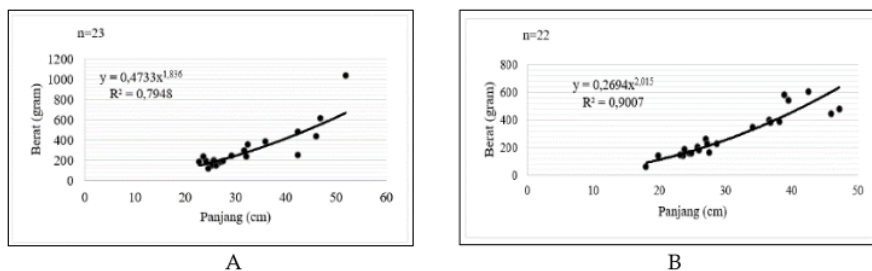 n=23
1200
1000
800
600
400
200
0
y = 0,4733x^1,836
R² = 0,7948
Berat (gram)
0 10 20 30 40 50 60
Panjang (cm)
A
n=22
800
600
400
200
0
y = 0,2694x^2,015
R² = 0,9007
Berat (gram)
0 10 20 30 40 50
Panjang (cm)
B